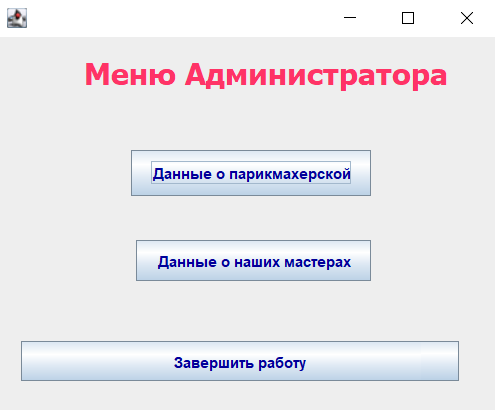 Меню Администратора
Данные о парикмахерской
Данные о наших мастерах
Завершить работу